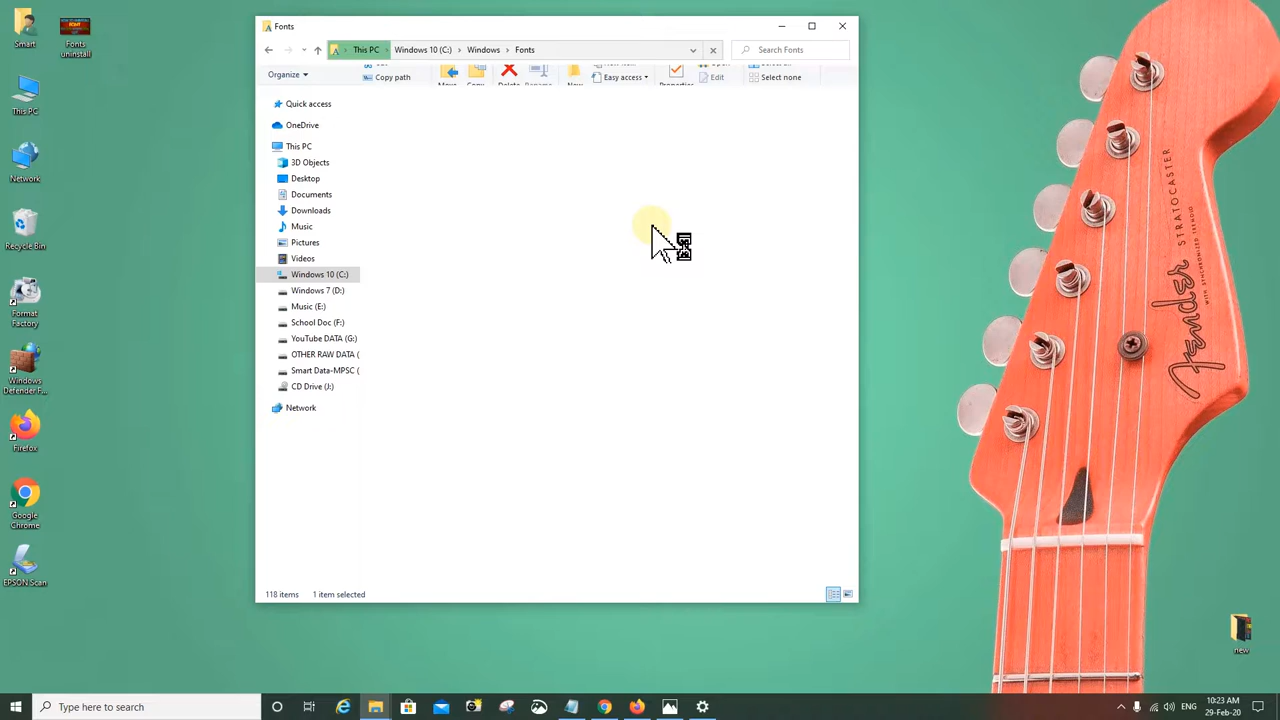 Fonts
This PC
Windows 10 (C:)
Windows
Fonts
Search Fonts
Organize
Copy path
Easy access
Edit
Select none
Quick access
OneDrive
This PC
3D Objects
Desktop
Documents
Downloads
Music
Pictures
Videos
Windows 10 (C:)
Windows 7 (D:)
Music (E:)
School Doc (F:)
YouTube DATA (G:)
OTHER RAW DATA (
Smart Data-MPSC (
CD Drive (J:)
Network
118 items
1 item selected
Smart
Fonts
uninstall
This PC
Network
Recycle Bin
Format
Factory
Windows
Defender F...
Firefox
Google
Chrome
EPSON Scan
Fender
STRATOCASTER
WITH SYNCHRONIZED TREMOLO
new
Type here to search
10:23 AM
29-Feb-20